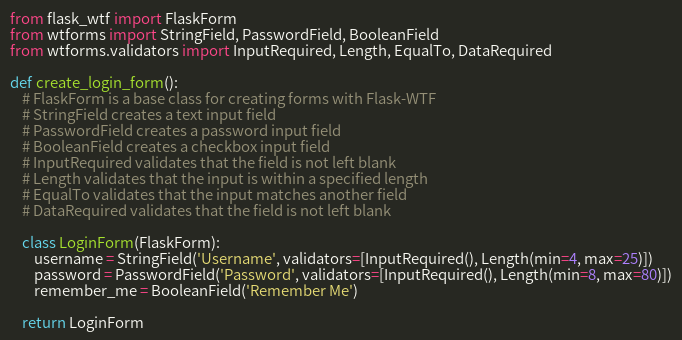 from flask_wtf import FlaskForm
from wtforms import StringField, PasswordField, BooleanField
from wtforms.validators import InputRequired, Length, EqualTo, DataRequired

def create_login_form():
    # FlaskForm is a base class for creating forms with Flask-WTF
    # StringField creates a text input field
    # PasswordField creates a password input field
    # BooleanField creates a checkbox input field
    # InputRequired validates that the field is not left blank
    # Length validates that the input is within a specified length
    # EqualTo validates that the input matches another field
    # DataRequired validates that the field is not left blank

    class LoginForm(FlaskForm):
        username = StringField('Username', validators=[InputRequired(), Length(min=4, max=25)])
        password = PasswordField('Password', validators=[InputRequired(), Length(min=8, max=80)])
        remember_me = BooleanField('Remember Me')

    return LoginForm